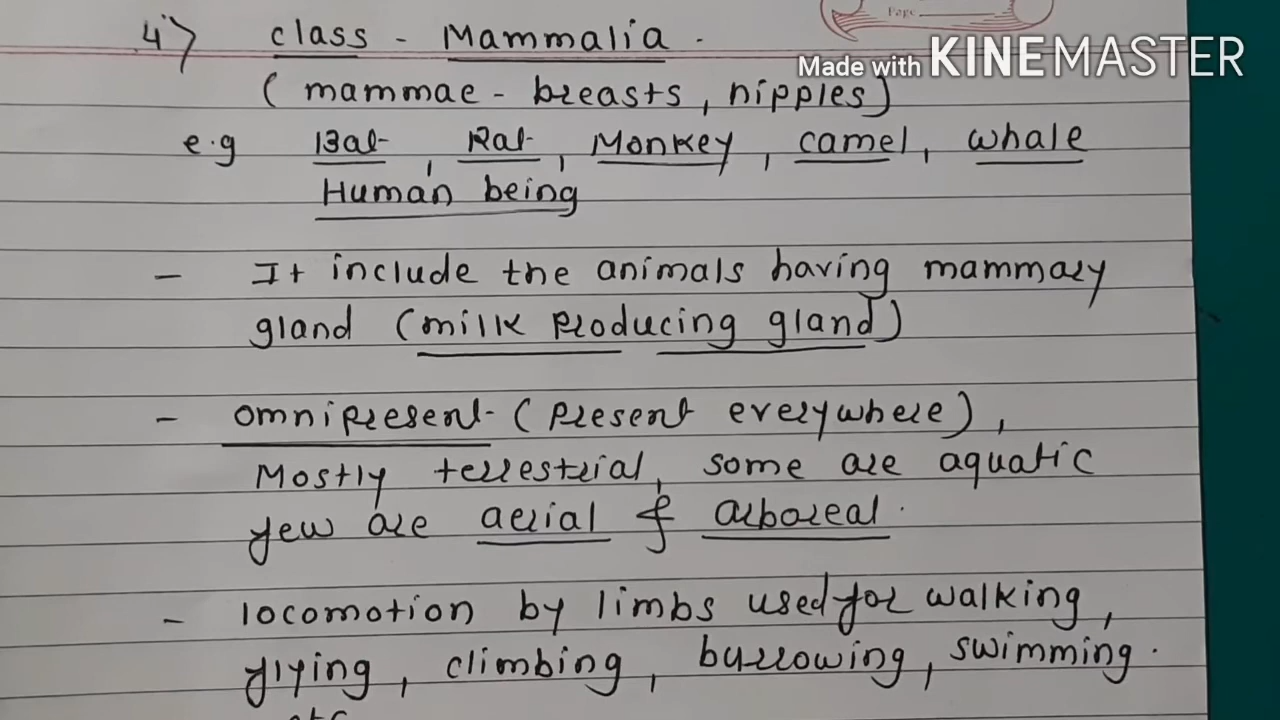 Page
Made with KINEMASTER
4) class - Mammalia .
( mammae - breasts, nipples)
e.g Bat, Rat, Monkey, camel, whale
Human being
- It include the animals having mammary
gland (milk producing gland)
- omnipresent (present everywhere),
Mostly terrestrial, some are aquatic
few are aerial & arboreal.
- locomotion by limbs used for walking,
flying, climbing, burrowing, swimming.
etc